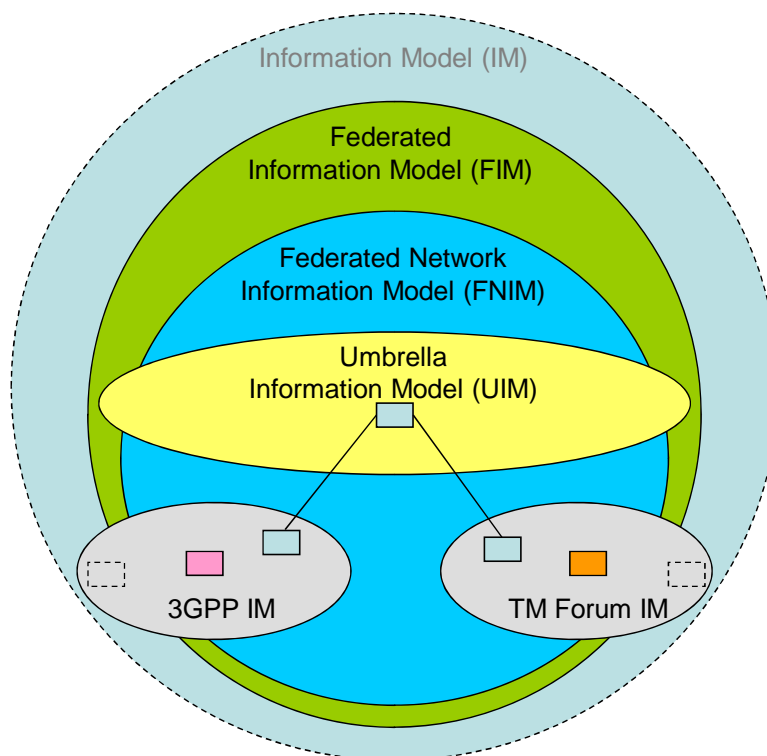 Information Model (IM)
Federated
Information Model (FIM)
Federated Network
Information Model (FNIM)
Umbrella
Information Model (UIM)
3GPP IM
TM Forum IM